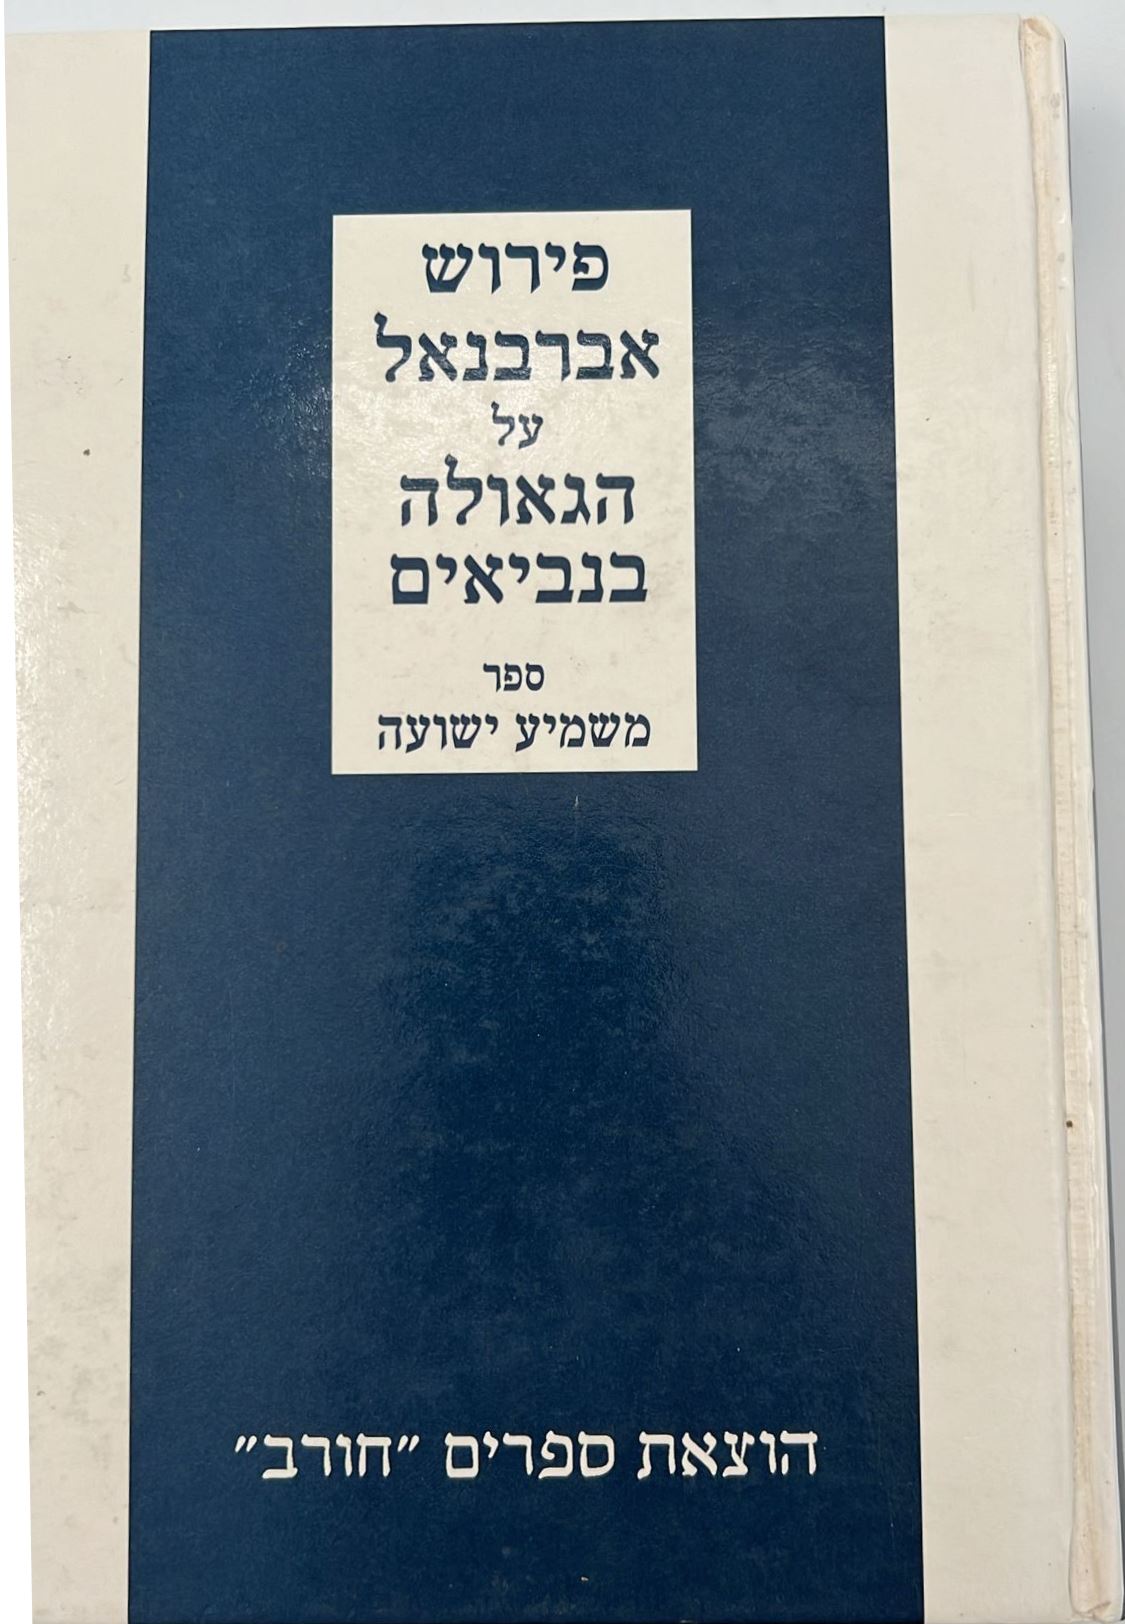 פירוש
אברבנאל
על
הגאולה
בנביאים
ספר
משמיע ישועה
הוצאת ספרים "חורב"